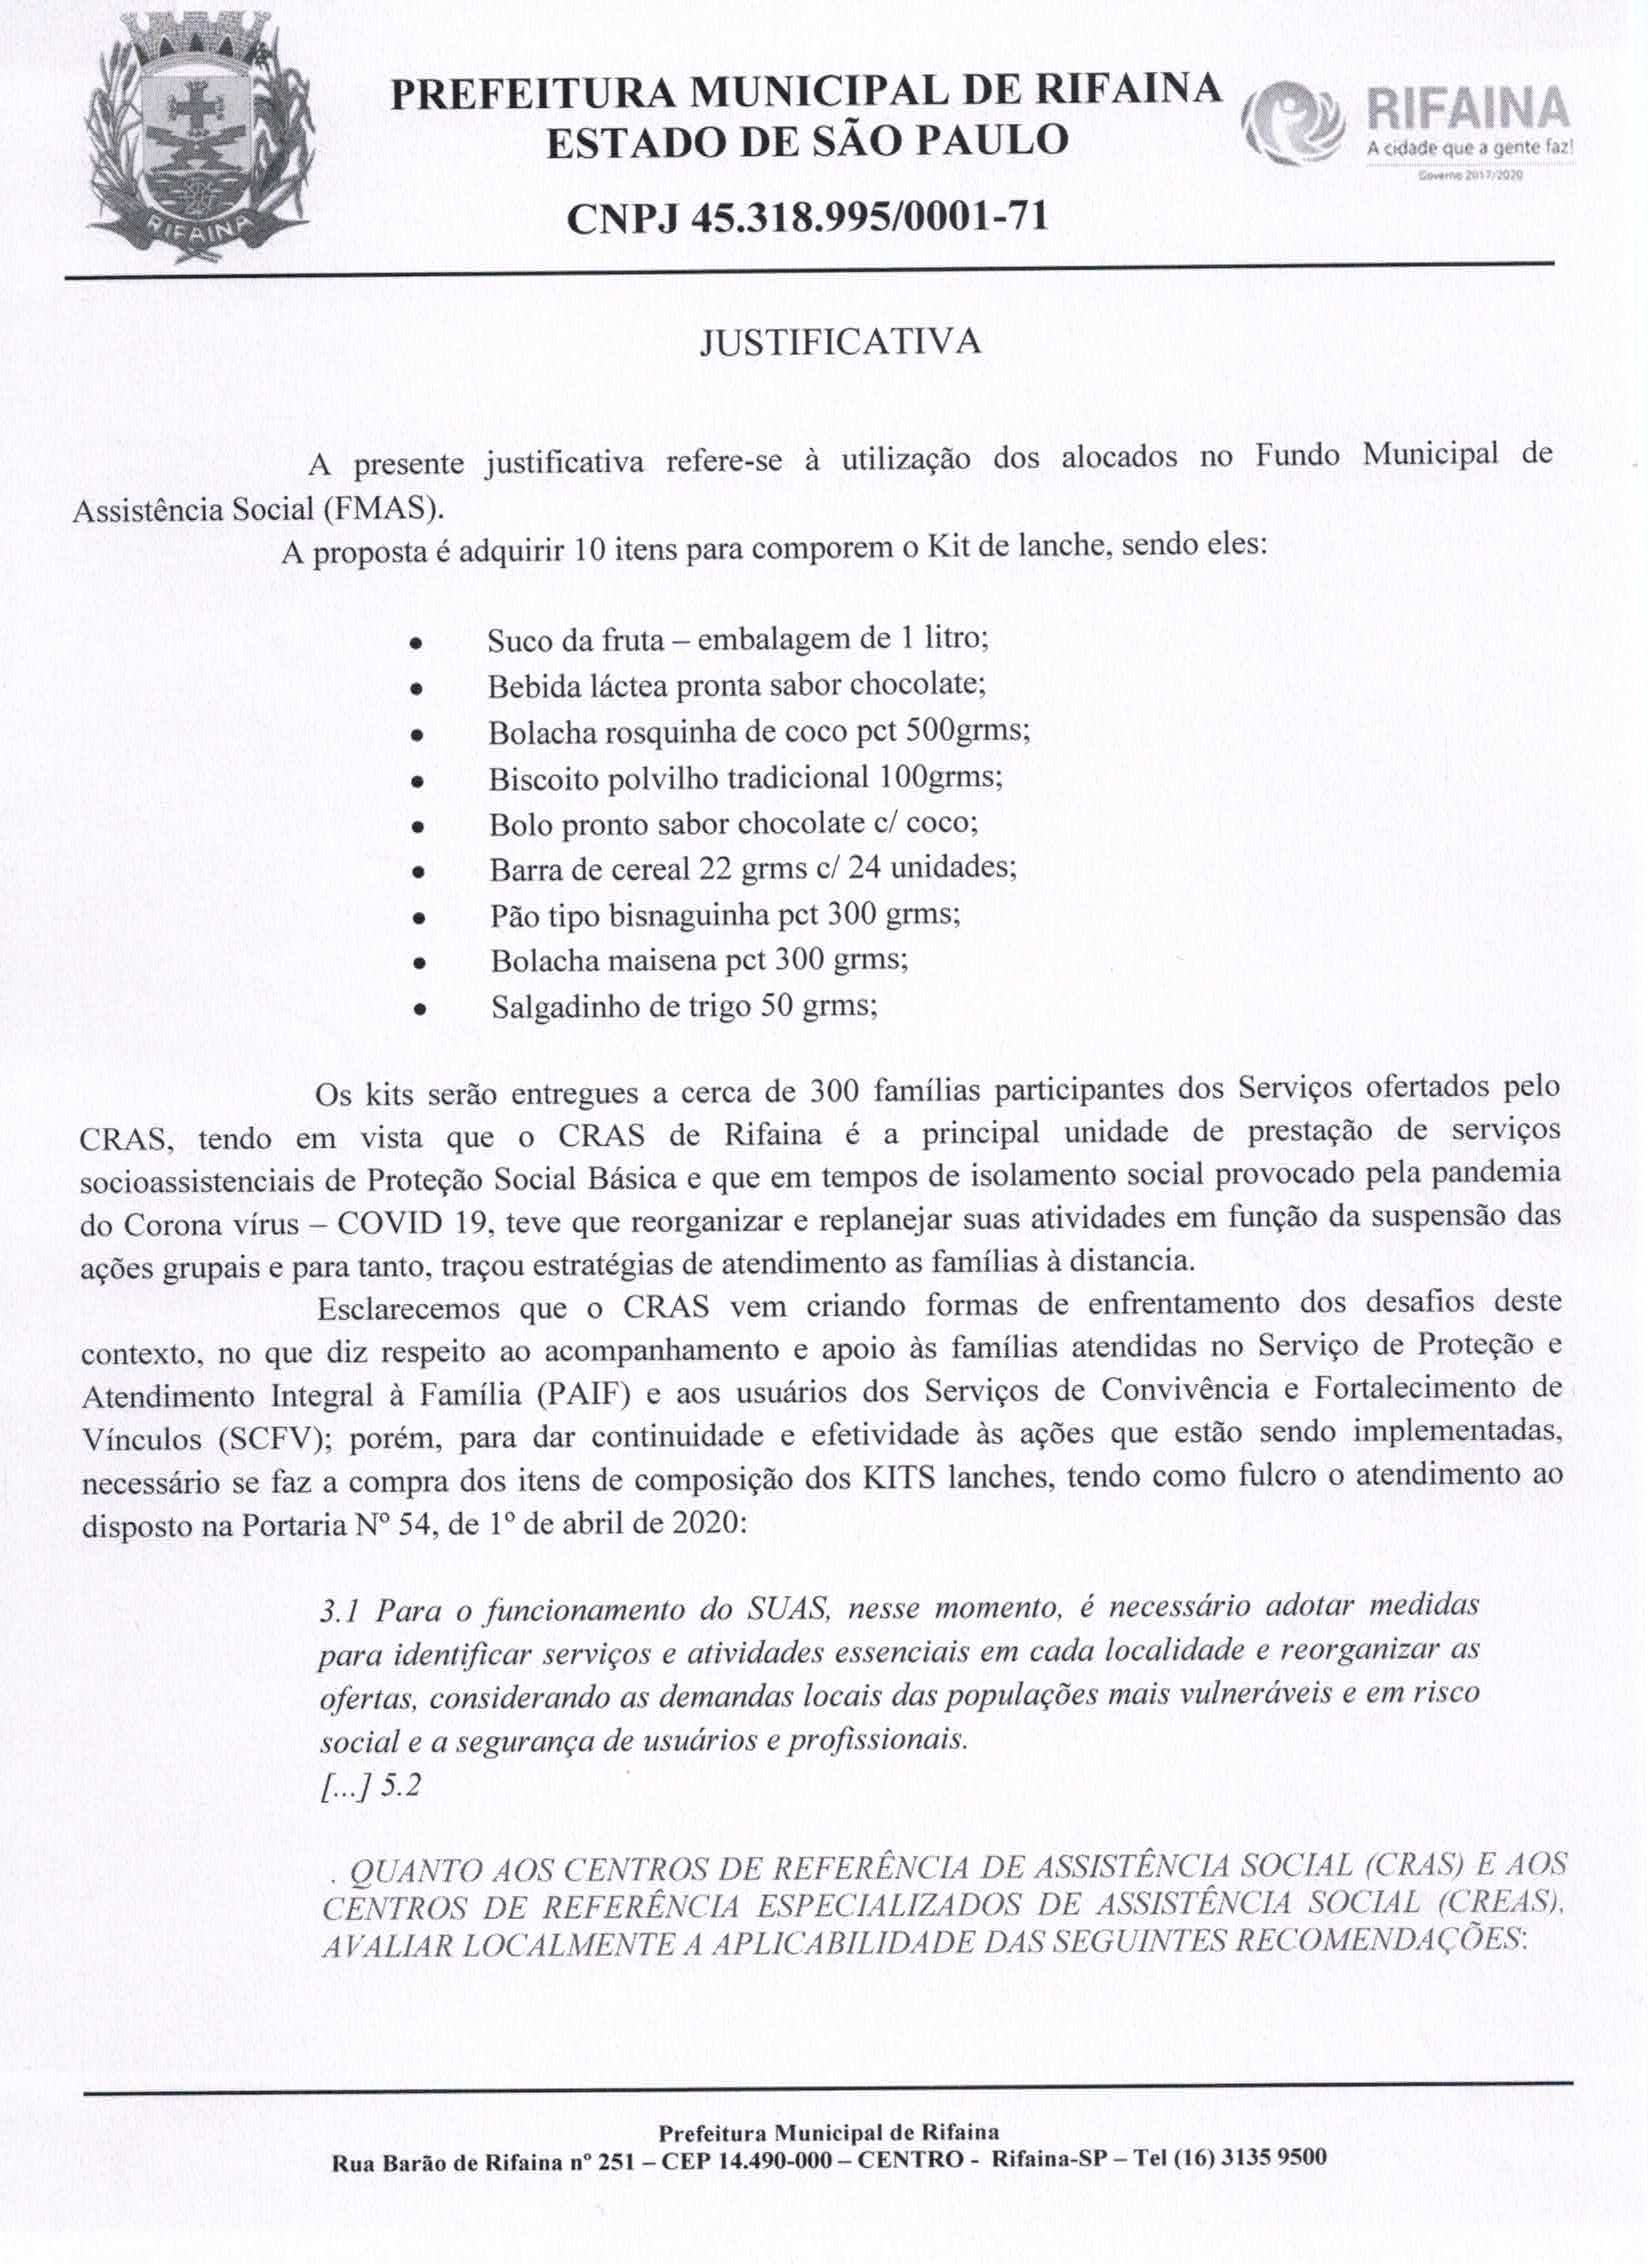 PREFEITURA MUNICIPAL DE RIFAINA
ESTADO DE SÃO PAULO
CNPJ 45.318.995/0001-71
RIFAINA
RIFAINA
A cidade que a gente faz!
Governo 2017/2020
JUSTIFICATIVA
A presente justificativa refere-se à utilização dos alocados no Fundo Municipal de
Assistência Social (FMAS).
A proposta é adquirir 10 itens para comporem o Kit de lanche, sendo eles:
• Suco da fruta – embalagem de 1 litro;
• Bebida láctea pronta sabor chocolate;
• Bolacha rosquinha de coco pct 500grms;
• Biscoito polvilho tradicional 100grms;
• Bolo pronto sabor chocolate c/ coco;
• Barra de cereal 22 grms c/ 24 unidades;
• Pão tipo bisnaguinha pct 300 grms;
• Bolacha maisena pct 300 grms;
• Salgadinho de trigo 50 grms;
Os kits serão entregues a cerca de 300 famílias participantes dos Serviços ofertados pelo
CRAS, tendo em vista que o CRAS de Rifaina é a principal unidade de prestação de serviços
socioassistenciais de Proteção Social Básica e que em tempos de isolamento social provocado pela pandemia
do Corona vírus – COVID 19, teve que reorganizar e replanejar suas atividades em função da suspensão das
ações grupais e para tanto, traçou estratégias de atendimento as famílias à distancia.
Esclarecemos que o CRAS vem criando formas de enfrentamento dos desafios deste
contexto, no que diz respeito ao acompanhamento e apoio às famílias atendidas no Serviço de Proteção e
Atendimento Integral à Família (PAIF) e aos usuários dos Serviços de Convivência e Fortalecimento de
Vínculos (SCFV); porém, para dar continuidade e efetividade às ações que estão sendo implementadas,
necessário se faz a compra dos itens de composição dos KITS lanches, tendo como fulcro o atendimento ao
disposto na Portaria Nº 54, de 1º de abril de 2020:
3.1 Para o funcionamento do SUAS, nesse momento, é necessário adotar medidas
para identificar serviços e atividades essenciais em cada localidade e reorganizar as
ofertas, considerando as demandas locais das populações mais vulneráveis e em risco
social e a segurança de usuários e profissionais.
[...] 5.2
. QUANTO AOS CENTROS DE REFERÊNCIA DE ASSISTÊNCIA SOCIAL (CRAS) E AOS
CENTROS DE REFERÊNCIA ESPECIALIZADOS DE ASSISTÊNCIA SOCIAL (CREAS),
AVALIAR LOCALMENTE A APLICABILIDADE DAS SEGUINTES RECOMENDAÇÕES:
Prefeitura Municipal de Rifaina
Rua Barão de Rifaina nº 251 – CEP 14.490-000 – CENTRO - Rifaina-SP – Tel (16) 3135 9500